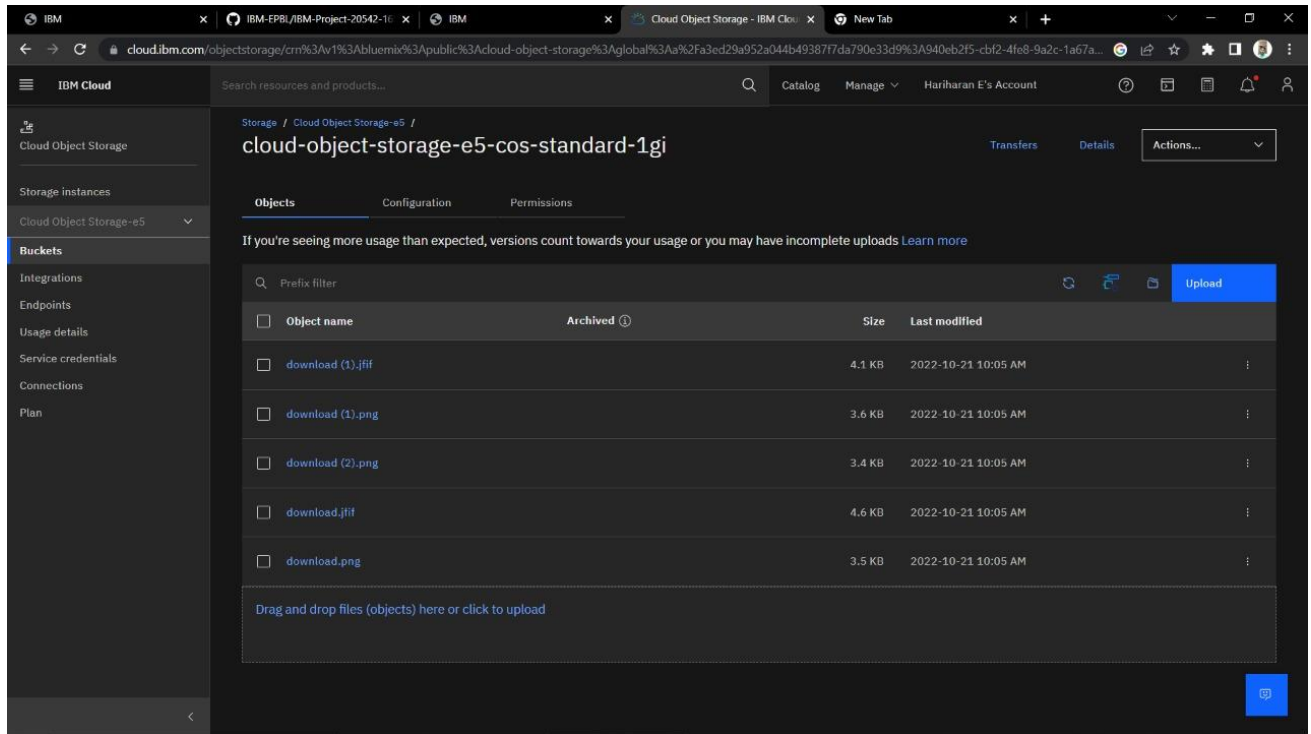 IBM
IBM-EPBL/IBM-Project-20542-16
IBM
Cloud Object Storage - IBM Clou
New Tab
cloud.ibm.com/objectstorage/crn%3Av1%3Abluemix%3Apublic%3Acloud-object-storage%3Aglobal%3Aa%2Fa3ed29a952a044b49387f7da790e33d9%3A940eb2f5-cbf2-4fe8-9a2c-1a67a...
IBM Cloud
Search resources and products...
Catalog
Manage
Hariharan E's Account
Cloud Object Storage
Storage instances
Cloud Object Storage-e5
Buckets
Integrations
Endpoints
Usage details
Service credentials
Connections
Plan
Storage / Cloud Object Storage-e5 /
cloud-object-storage-e5-cos-standard-1gi
Transfers
Details
Actions...
Objects Configuration Permissions
If you're seeing more usage than expected, versions count towards your usage or you may have incomplete uploads Learn more
Prefix filter
Upload
Object name Archived Size Last modified
download (1).jfif 4.1 KB 2022-10-21 10:05 AM
download (1).png 3.6 KB 2022-10-21 10:05 AM
download (2).png 3.4 KB 2022-10-21 10:05 AM
download.jfif 4.6 KB 2022-10-21 10:05 AM
download.png 3.5 KB 2022-10-21 10:05 AM
Drag and drop files (objects) here or click to upload